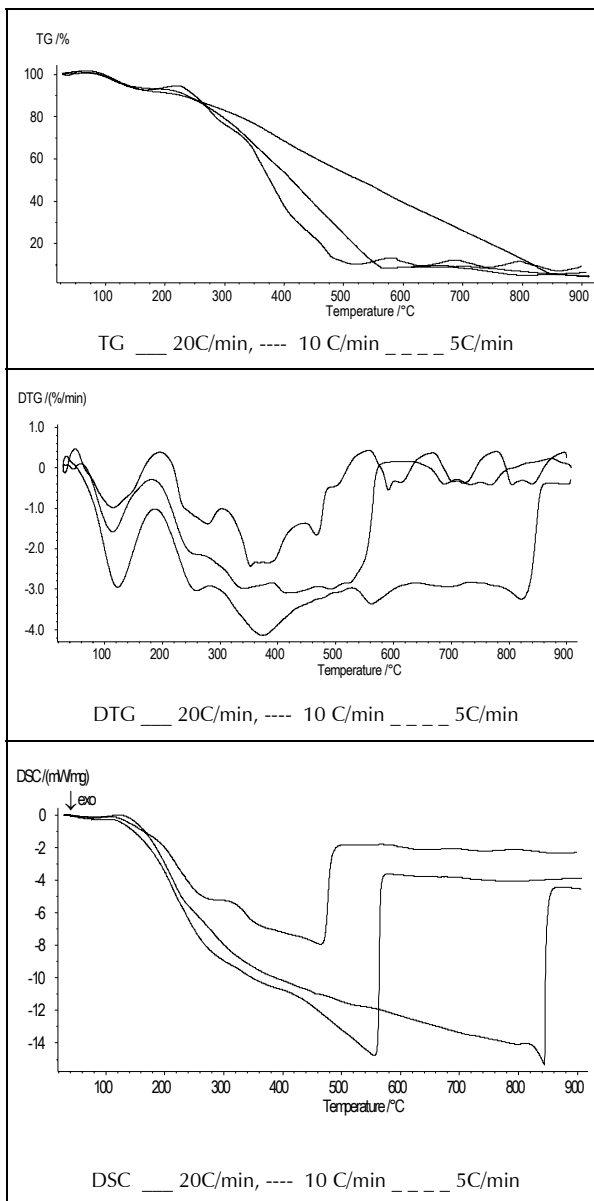 TG /%
100
80
60
40
20
100 200 300 400 500 600 700 800 900
Temperature /°C
TG ___ 20C/min, ---- 10 C/min _ _ _ _ 5C/min
DTG /(%/min)
1.0
0
-1.0
-2.0
-3.0
-4.0
100 200 300 400 500 600 700 800 900
Temperature /°C
DTG ___ 20C/min, ---- 10 C/min _ _ _ _ 5C/min
DSC /(mW/mg)
↓ exo
0
-2
-4
-6
-8
-10
-12
-14
100 200 300 400 500 600 700 800 900
Temperature /°C
DSC ___ 20C/min, ---- 10 C/min _ _ _ _ 5C/min